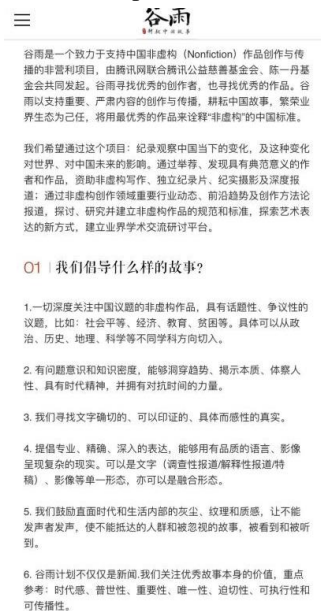 谷雨
耕耘中国故事
谷雨是一个致力于支持中国非虚构（Nonfiction）作品创作与传
播的非营利项目，由腾讯网联合腾讯公益慈善基金会、陈一丹基
金会共同发起。谷雨寻找优秀的创作者，也寻找优秀的作品。谷
雨以支持重要、严肃内容的创作与传播，耕耘中国故事，繁荣业
界生态为己任，将用最优秀的作品来诠释“非虚构”的中国标准。
我们希望通过这个项目：纪录观察中国当下的变化，及这种变化
对世界、对中国未来的影响。通过举荐、发现具有典范意义的作
者和作品，资助非虚构写作、独立纪录片、纪实摄影及深度报
道；通过非虚构创作领域重要行业动态、前沿趋势及创作方法论
报道，探讨、研究并建立非虚构作品的规范和标准，探索艺术表
达的新方式，建立业界学术交流研讨平台。
01 我们倡导什么样的故事?
1.一切深度关注中国议题的非虚构作品，具有话题性、争议性的
议题，比如：社会平等、经济、教育、贫困等。具体可以从政
治、历史、地理、科学等不同学科方向切入。
2. 有问题意识和知识密度，能够洞穿趋势、揭示本质、体察人
性、具有时代精神，并拥有对抗时间的力量。
3. 我们寻找文字确切的、可以印证的、具体而感性的真实。
4. 提倡专业、精确、深入的表达，能够用有品质的语言、影像
呈现复杂的现实。可以是文字（调查性报道/解释性报道/特
稿）、影像等单一形态，亦可以是融合形态。
5. 我们鼓励直面时代和生活内部的灰尘、纹理和质感，让不能
发声者发声，使不能抵达的人群和被忽视的故事，被看到和被听
到。
6. 谷雨计划不仅仅是新闻.我们关注优秀故事本身的价值，重点
参考：时代感、普世性、重要性、唯一性、迫切性、可执行性和
可传播性。